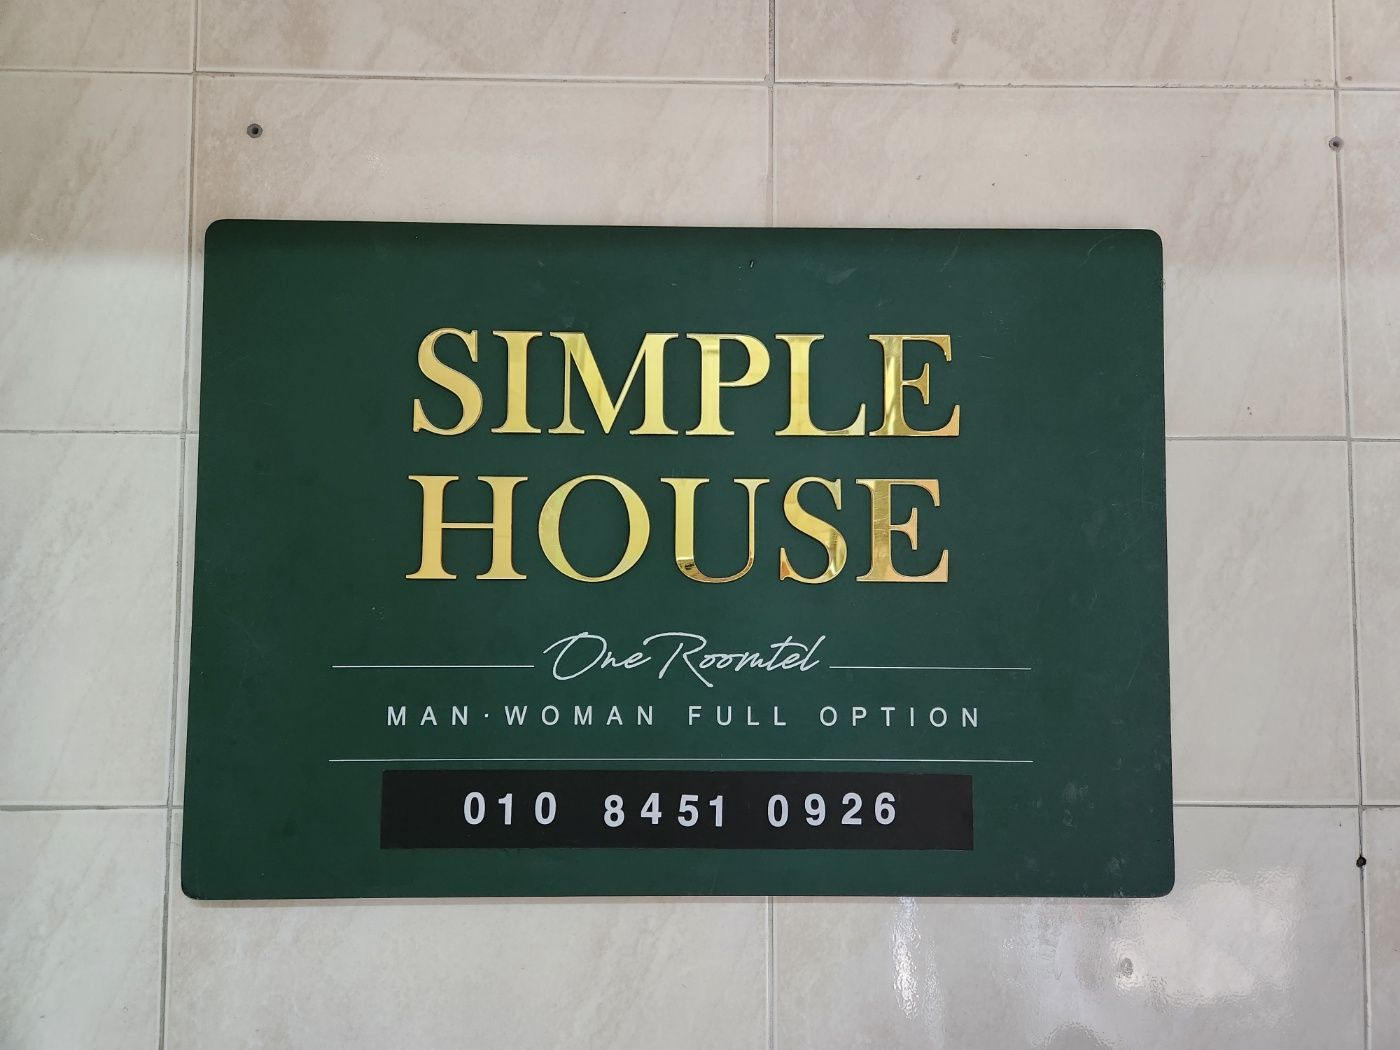 SIMPLE
HOUSE
One Roomtel
MAN·WOMAN FULL OPTION
010 8451 0926